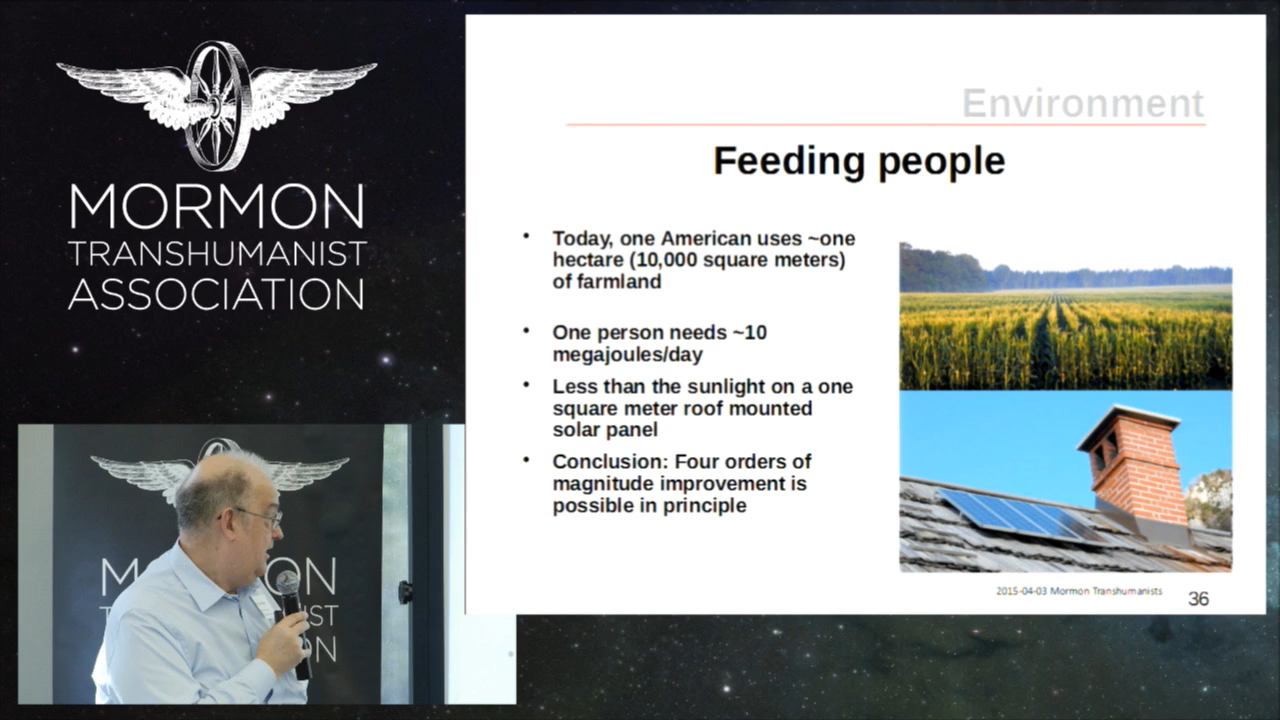 MORMON
TRANSHUMANIST
ASSOCIATION
Environment
Feeding people
• Today, one American uses ~one
hectare (10,000 square meters)
of farmland
• One person needs ~10
megajoules/day
• Less than the sunlight on a one
square meter roof mounted
solar panel
• Conclusion: Four orders of
magnitude improvement is
possible in principle
2015-04-03 Mormon Transhumanists
36